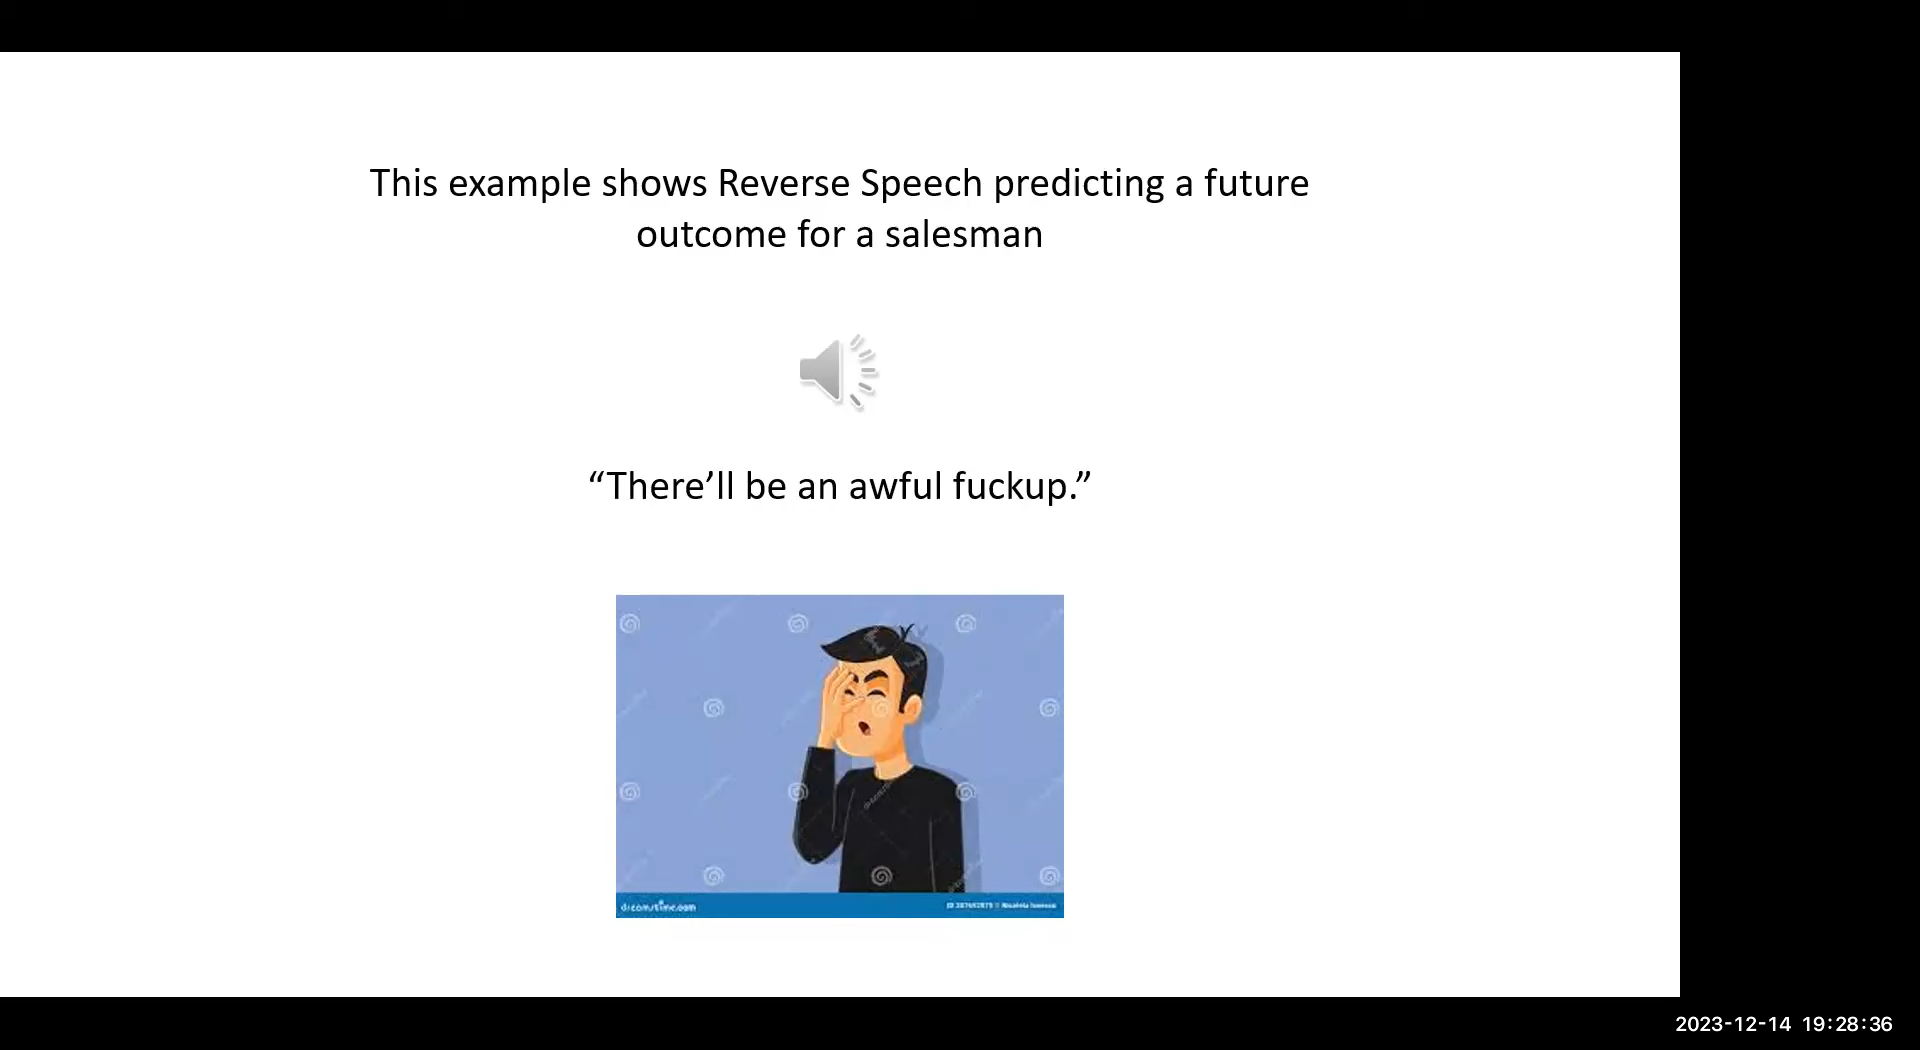 This example shows Reverse Speech predicting a future
outcome for a salesman
“There’ll be an awful fuckup.”
dreamstime.com
2023-12-14 19:28:36